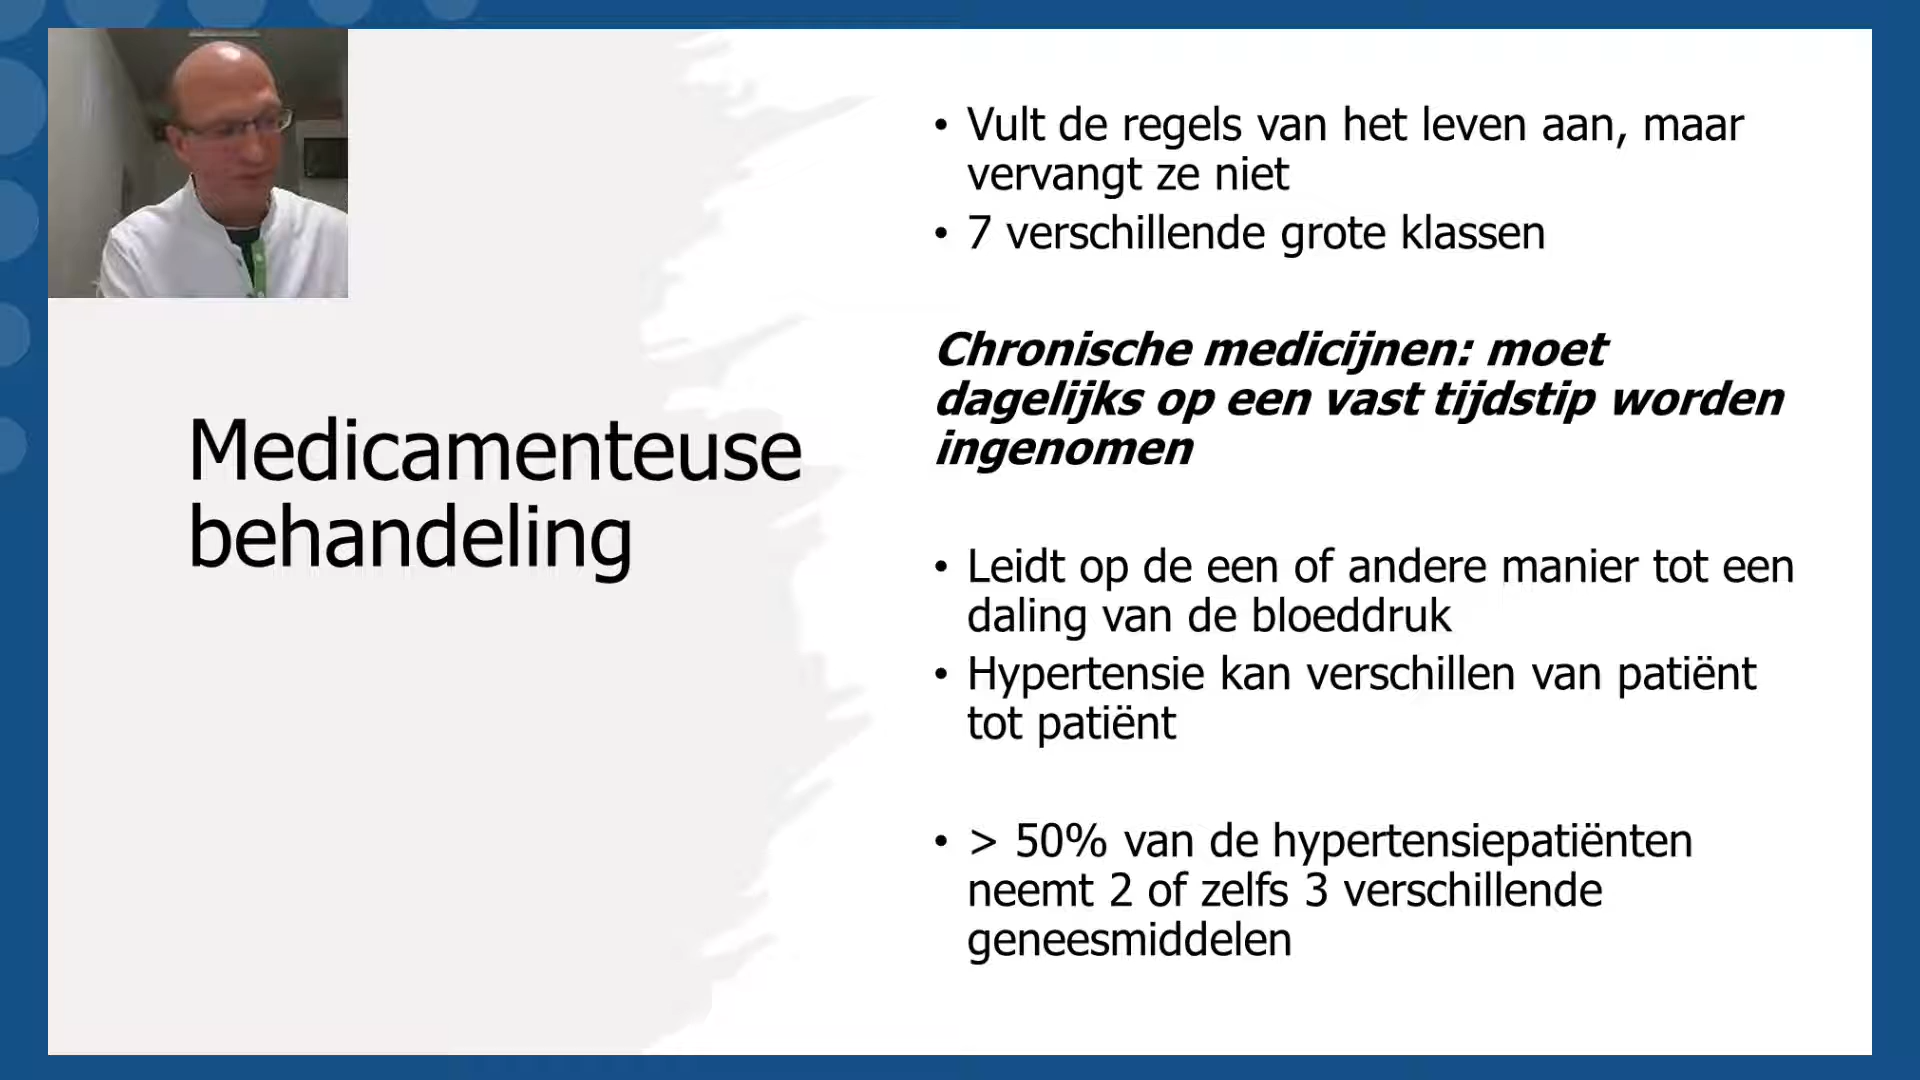 Medicamenteuse
behandeling
• Vult de regels van het leven aan, maar
vervangt ze niet
• 7 verschillende grote klassen
Chronische medicijnen: moet
dagelijks op een vast tijdstip worden
ingenomen
• Leidt op de een of andere manier tot een
daling van de bloeddruk
• Hypertensie kan verschillen van patiënt
tot patiënt
• > 50% van de hypertensiepatiënten
neemt 2 of zelfs 3 verschillende
geneesmiddelen